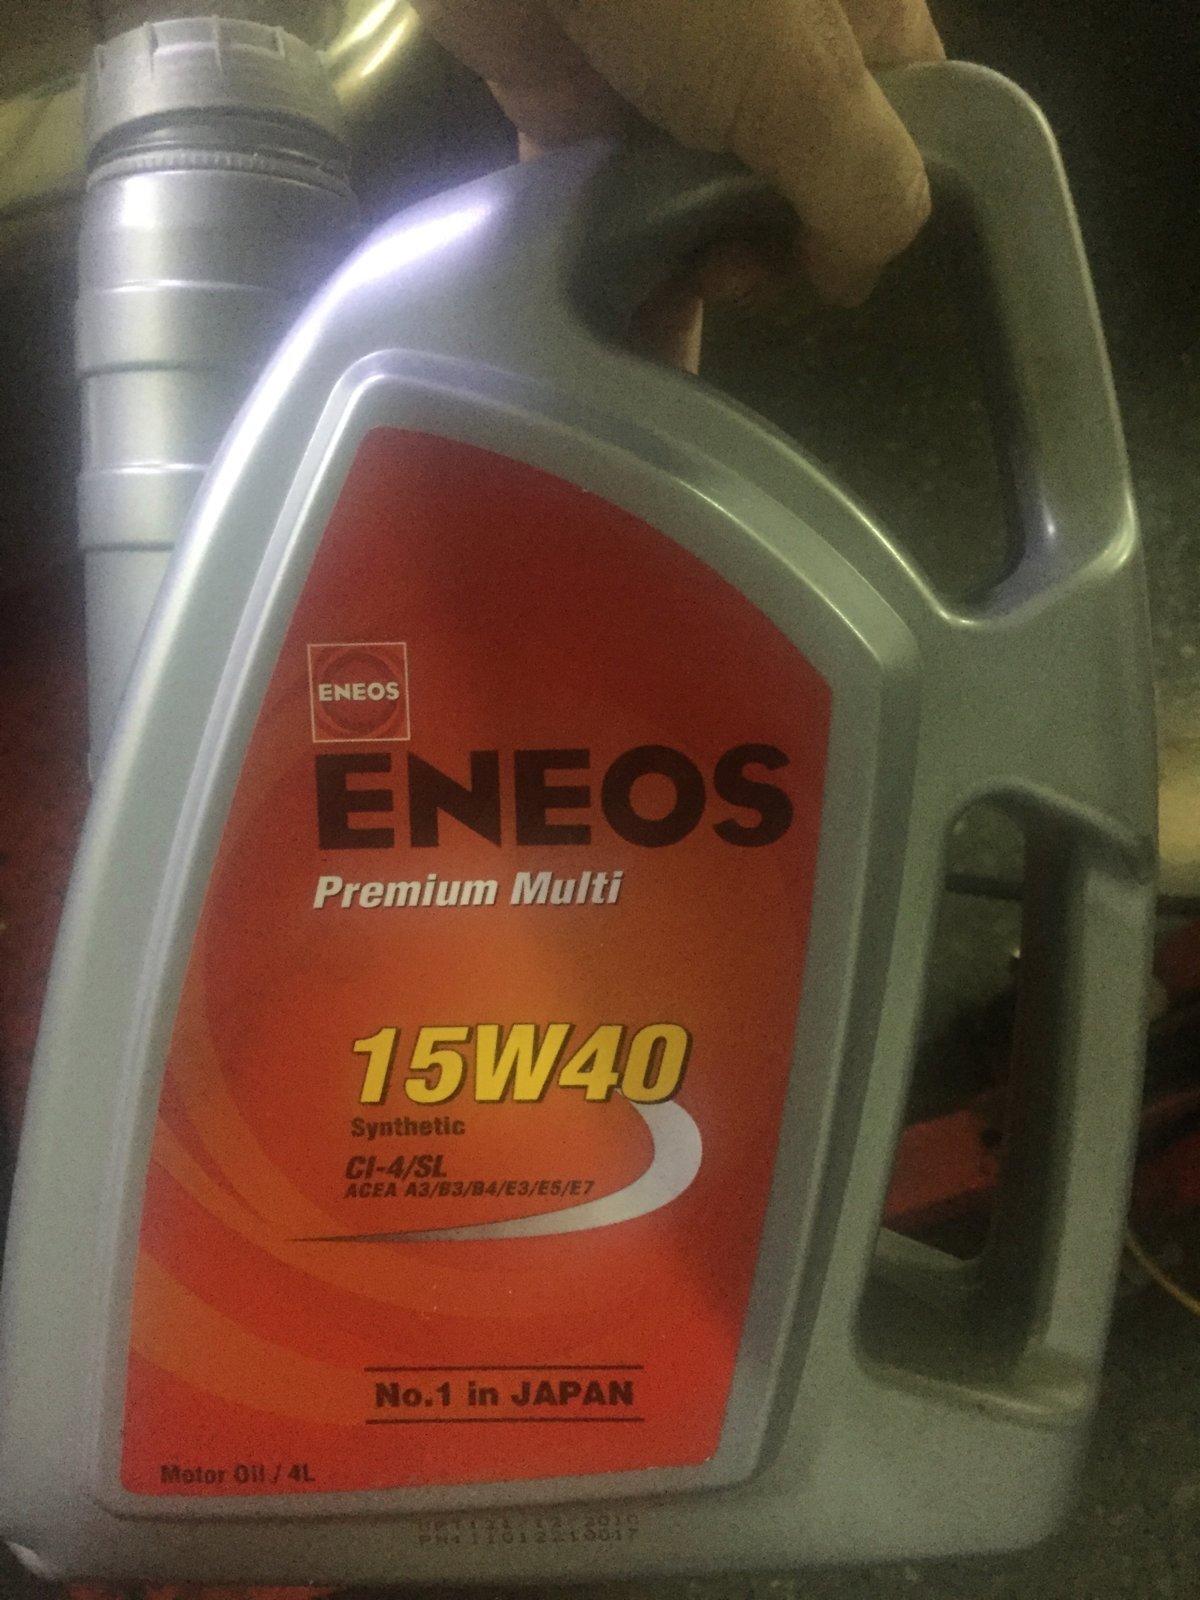 ENEOS
ENEOS
Premium Multi
15W40
Synthetic
CI-4/SL
ACEA A3/B3/B4/E3/E5/E7
No.1 in JAPAN
Motor Oil / 4L